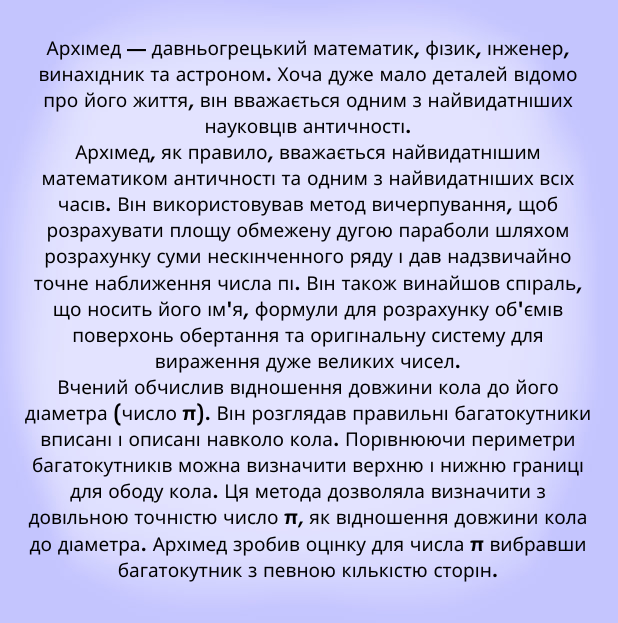 Архімед — давньогрецький математик, фізик, інженер,
винахідник та астроном. Хоча дуже мало деталей відомо
про його життя, він вважається одним з найвидатніших
науковців античності.
Архімед, як правило, вважається найвидатнішим
математиком античності та одним з найвидатніших всіх
часів. Він використовував метод вичерпування, щоб
розрахувати площу обмежену дугою параболи шляхом
розрахунку суми нескінченного ряду і дав надзвичайно
точне наближення числа пі. Він також винайшов спіраль,
що носить його ім'я, формули для розрахунку об'ємів
поверхонь обертання та оригінальну систему для
вираження дуже великих чисел.
Вчений обчислив відношення довжини кола до його
діаметра (число π). Він розглядав правильні багатокутники
вписані і описані навколо кола. Порівнюючи периметри
багатокутників можна визначити верхню і нижню границі
для ободу кола. Ця метода дозволяла визначити з
довільною точністю число π, як відношення довжини кола
до діаметра. Архімед зробив оцінку для числа π вибравши
багатокутник з певною кількістю сторін.